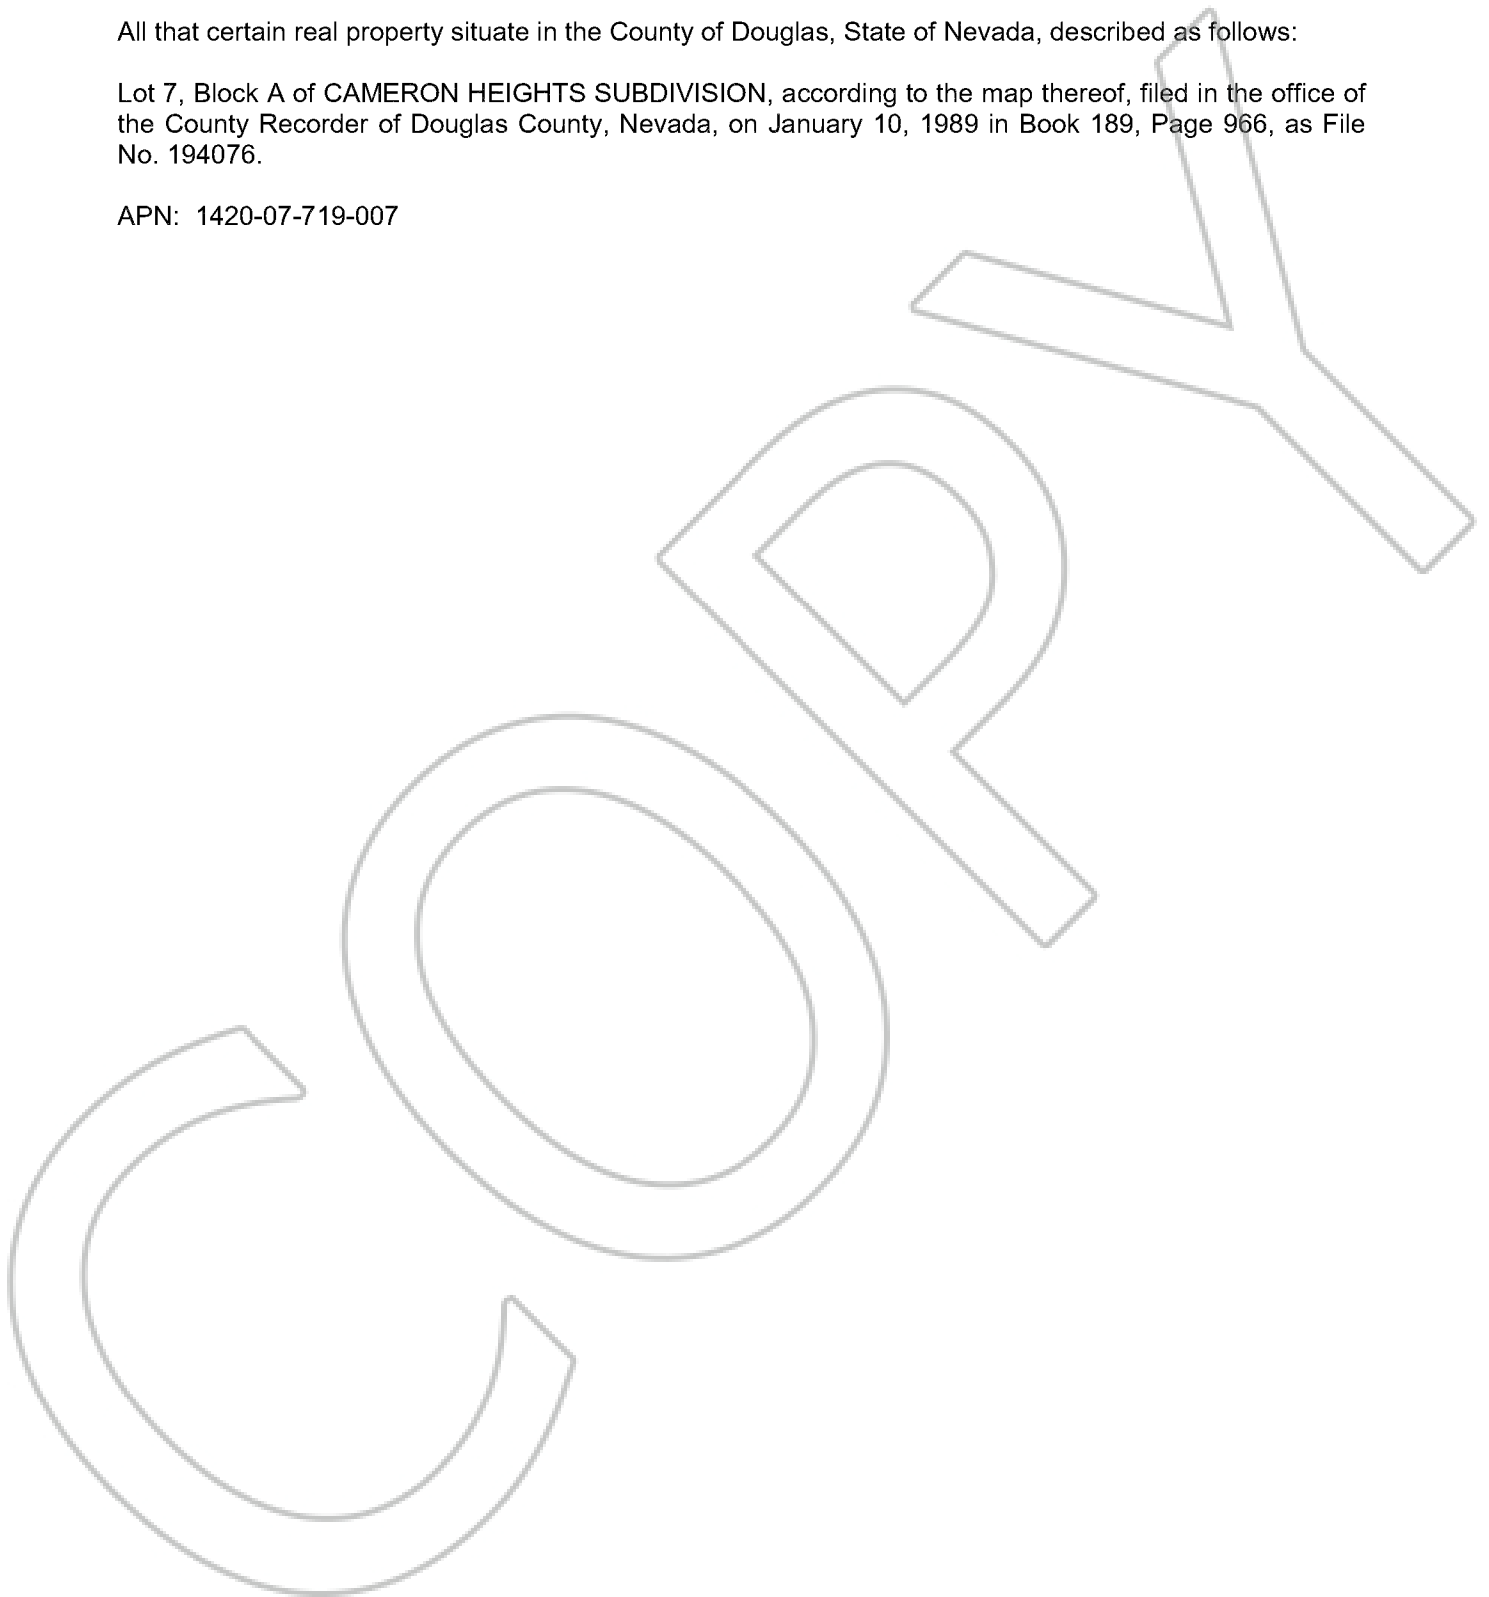 All that certain real property situate in the County of Douglas, State of Nevada, described as follows:
Lot 7, Block A of CAMERON HEIGHTS SUBDIVISION, according to the map thereof, filed in the office of
the County Recorder of Douglas County, Nevada, on January 10, 1989 in Book 189, Page 966, as File
No. 194076.
APN:  1420-07-719-007
COPY